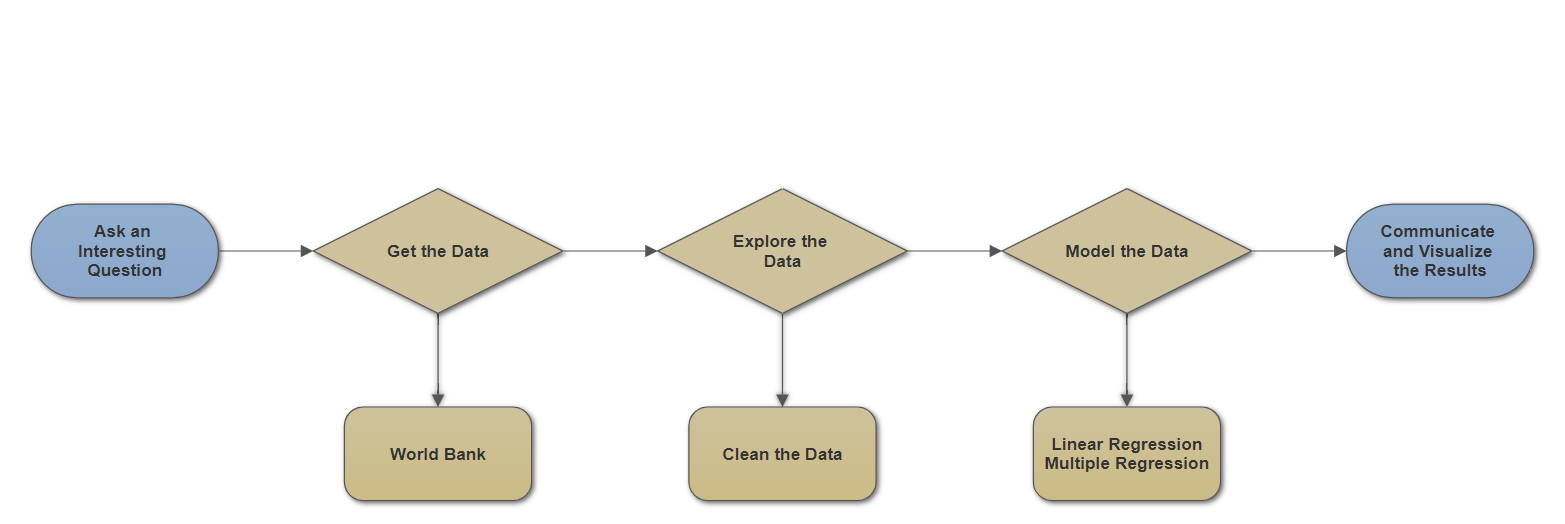 Ask an
Interesting
Question
Get the Data
Explore the
Data
Model the Data
Communicate
and Visualize
the Results
World Bank
Clean the Data
Linear Regression
Multiple Regression